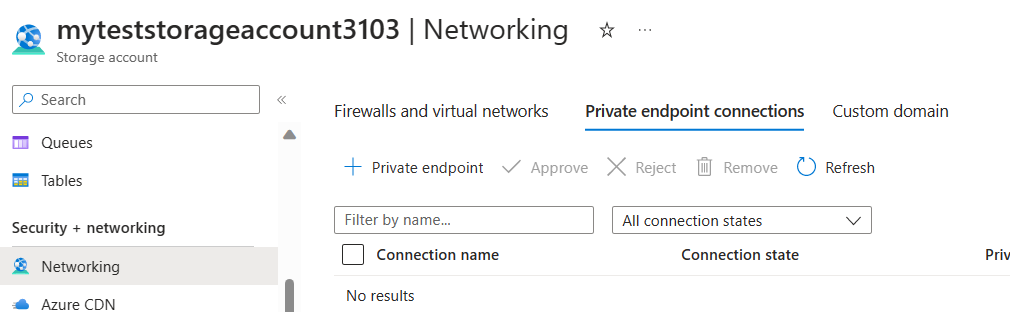 myteststorageaccount3103 | Networking ☆ ...
Storage account
Search «
Queues
Tables
Security + networking
Networking
Azure CDN
Firewalls and virtual networks Private endpoint connections Custom domain
+ Private endpoint Approve Reject Remove Refresh
Filter by name... All connection states
Connection name Connection state Priv
No results